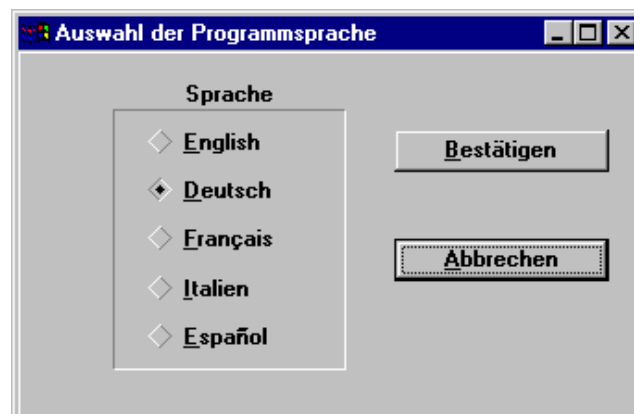 Auswahl der Programmsprache
Sprache
English
Deutsch
Français
Italien
Español
Bestätigen
Abbrechen